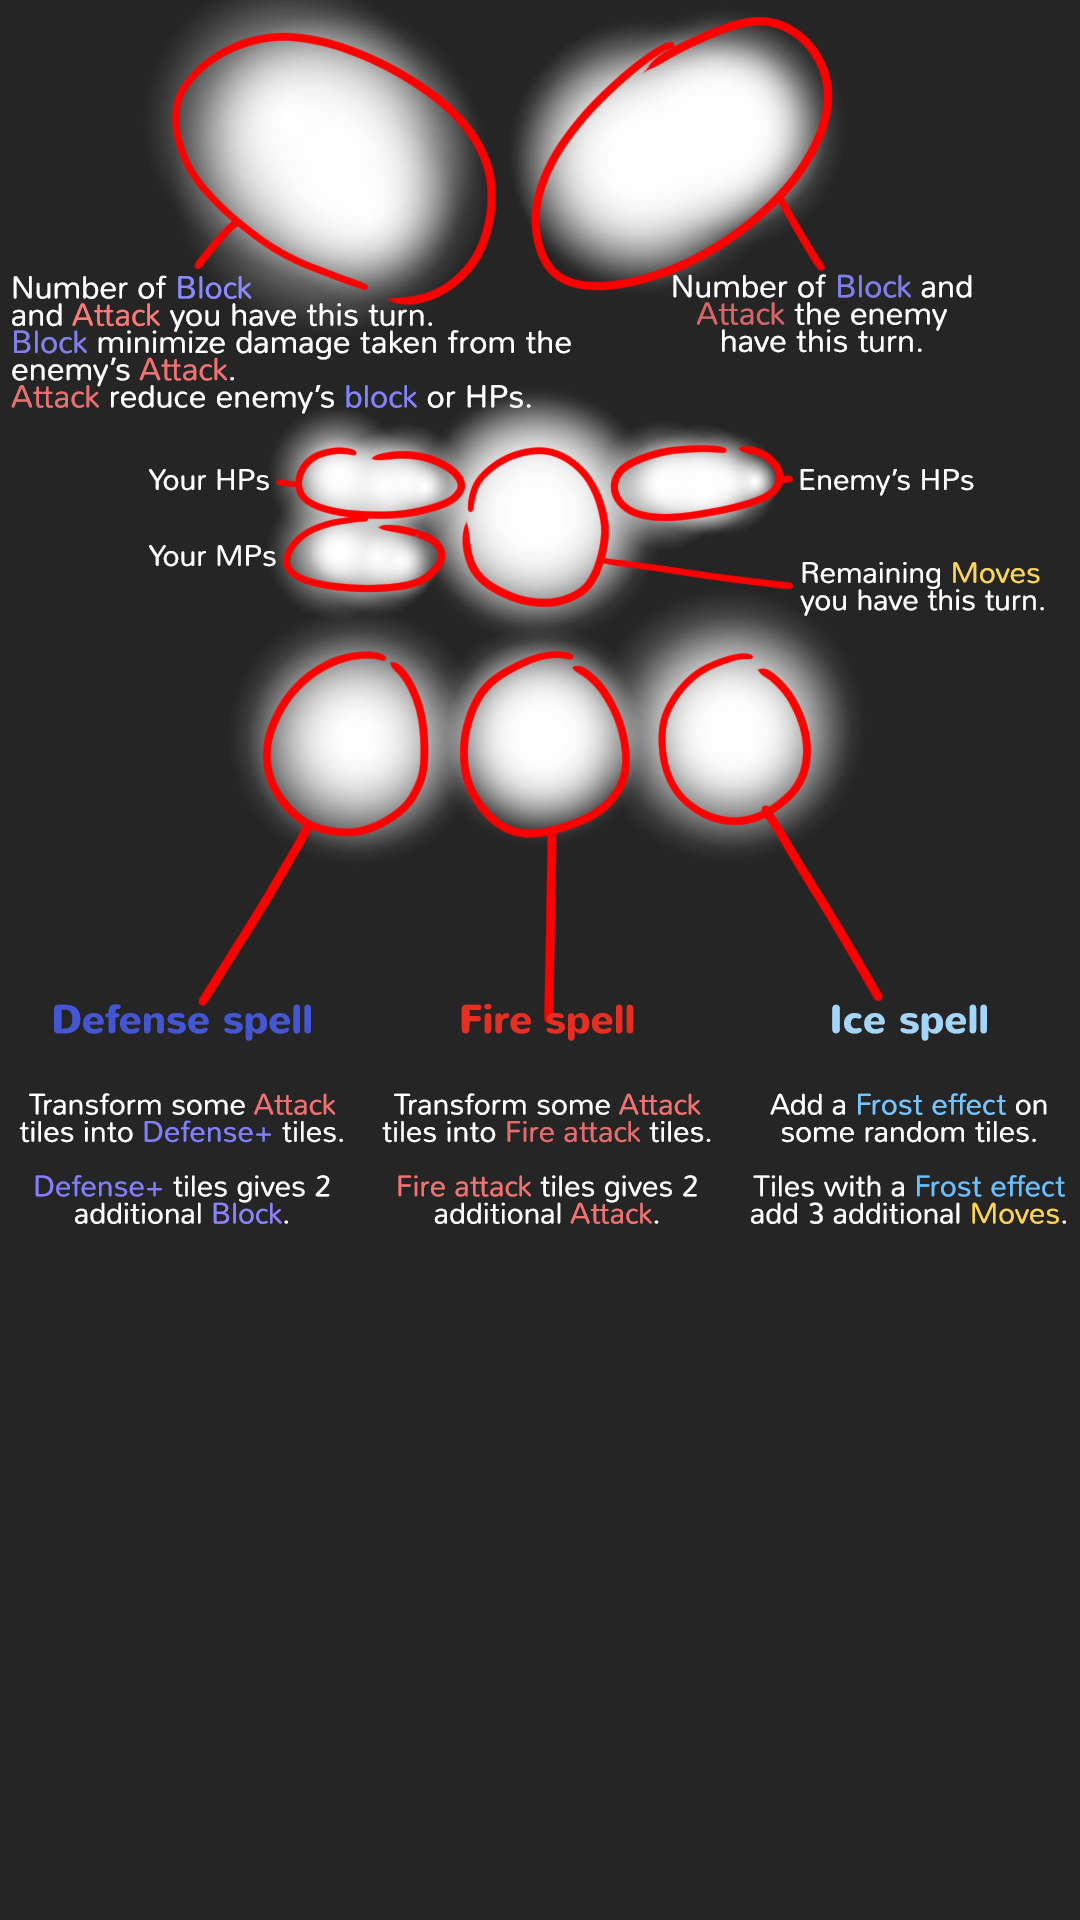 Number of Block
and Attack you have this turn.
Block minimize damage taken from the
enemy's Attack.
Attack reduce enemy's block or HPs.
Number of Block and
Attack the enemy
have this turn.
Your HPs
Enemy's HPs
Your MPs
Remaining Moves
you have this turn.
Defense spell
Transform some Attack
tiles into Defense+ tiles.
Defense+ tiles gives 2
additional Block.
Fire spell
Transform some Attack
tiles into Fire attack tiles.
Fire attack tiles gives 2
additional Attack.
Ice spell
Add a Frost effect on
some random tiles.
Tiles with a Frost effect
add 3 additional Moves.